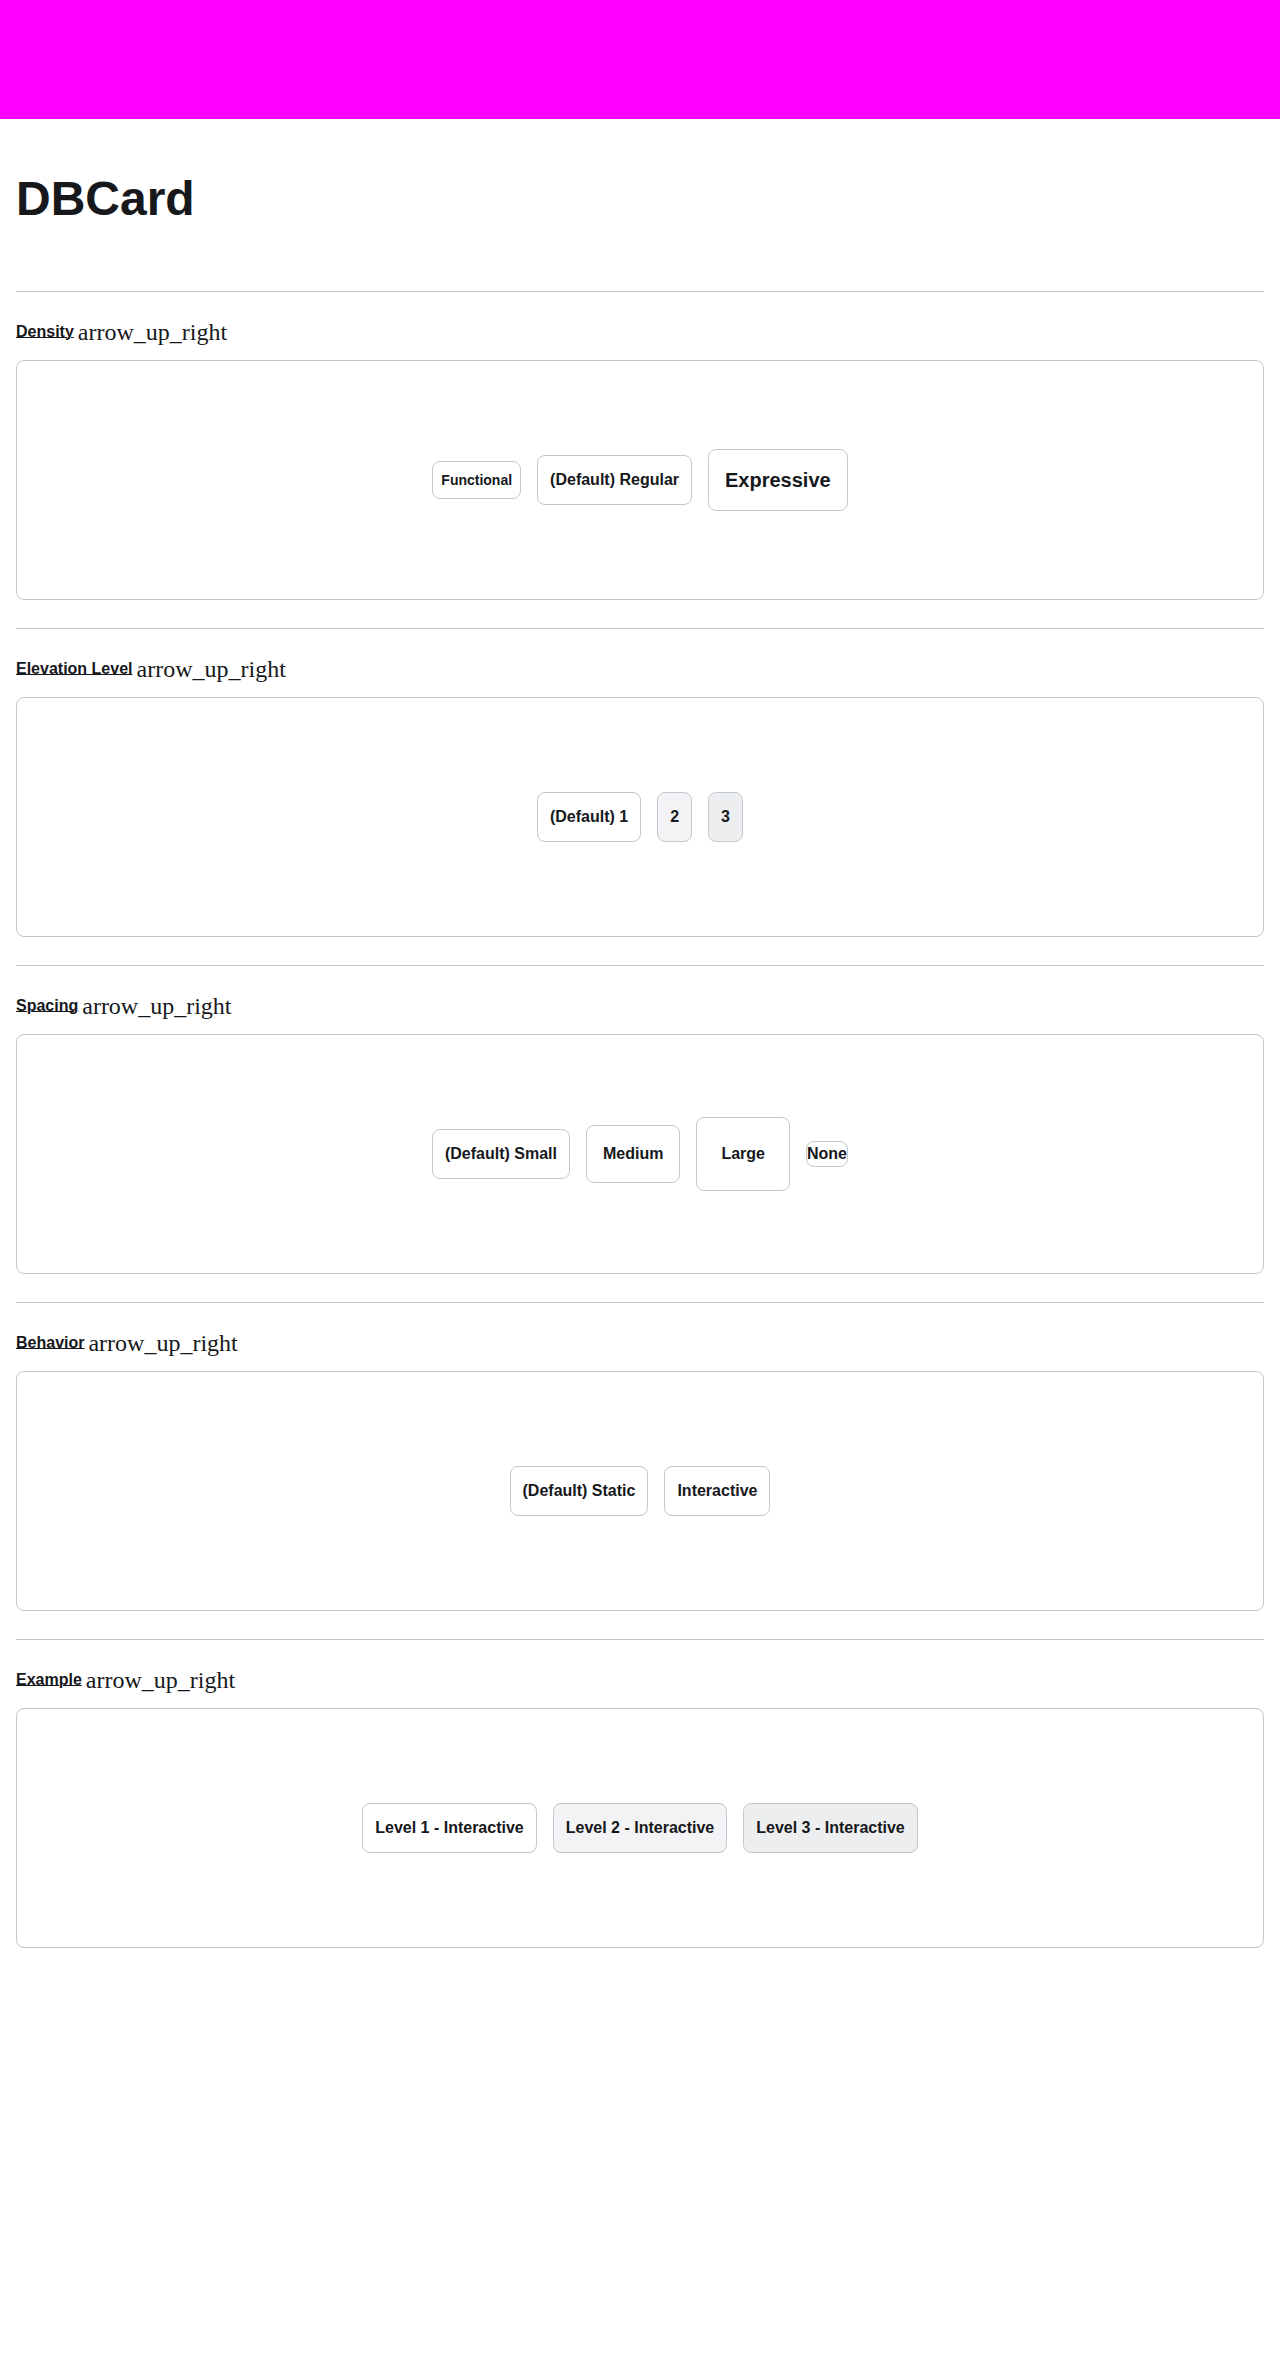 DBCard
Density arrow_up_right
Functional (Default) Regular Expressive
Elevation Level arrow_up_right
(Default) 1 2 3
Spacing arrow_up_right
(Default) Small Medium Large None
Behavior arrow_up_right
(Default) Static Interactive
Example arrow_up_right
Level 1 - Interactive Level 2 - Interactive Level 3 - Interactive